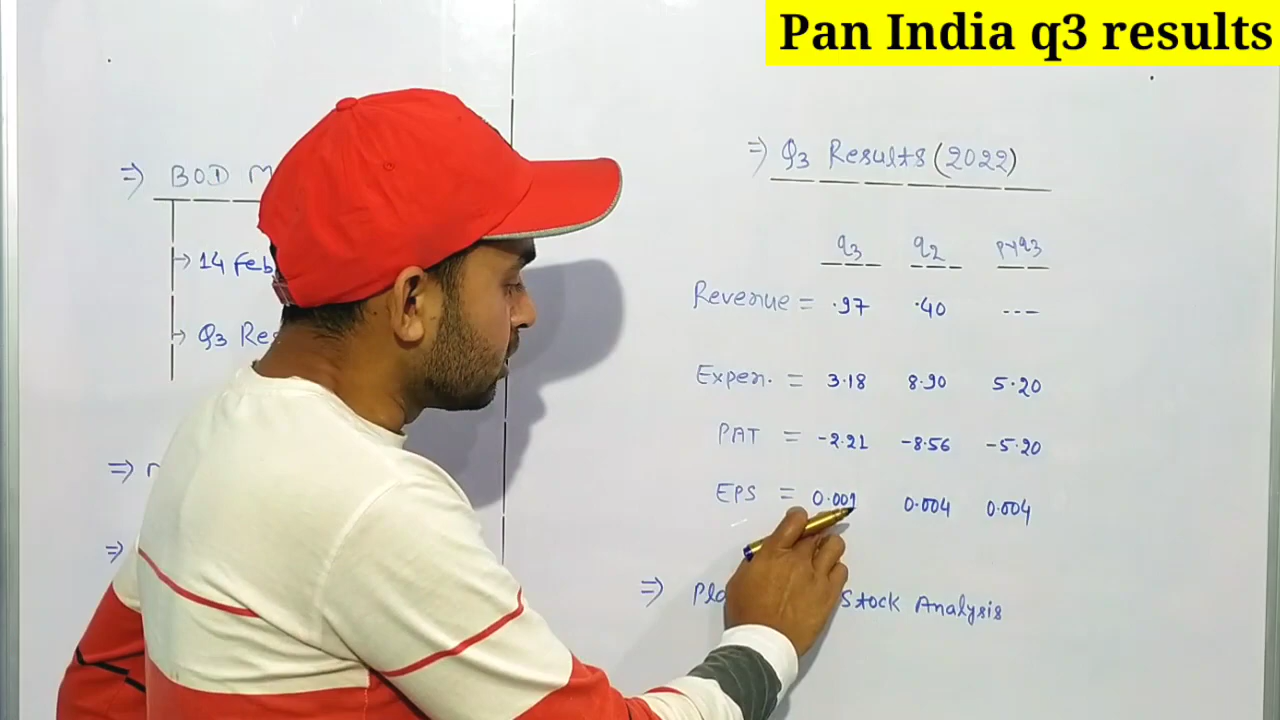 Pan India q3 results
⇒ BOD M
→ 14 Feb
→ Q3 Res
⇒
⇒
⇒ Q3 Results (2022)
q3 q2 PYq3
Revenue = .97 .40 ---
Expen. = 3.18 8.90 5.20
PAT = -2.21 -8.56 -5.20
EPS = 0.001 0.004 0.004
⇒ Stock Analysis